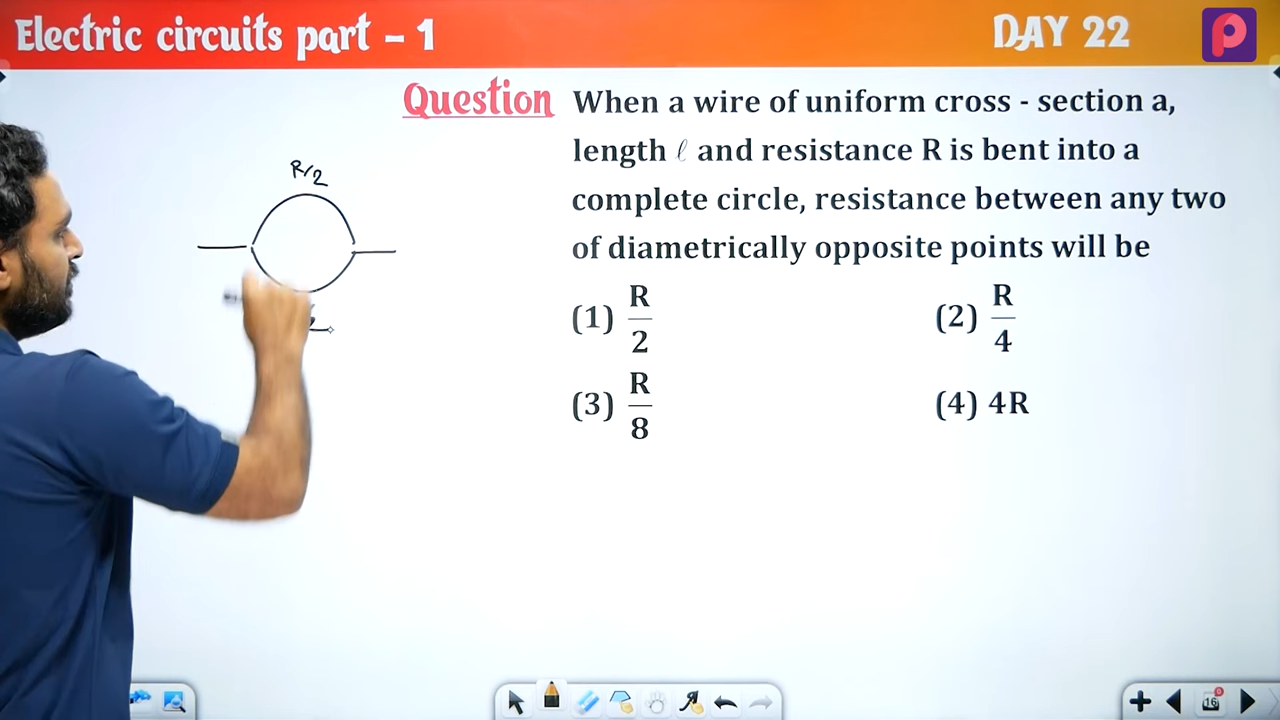 Electric circuits part – 1
DAY 22
Question When a wire of uniform cross - section a,
length ℓ and resistance R is bent into a
complete circle, resistance between any two
of diametrically opposite points will be
(1) R/2
(2) R/4
(3) R/8
(4) 4R
R/2
16